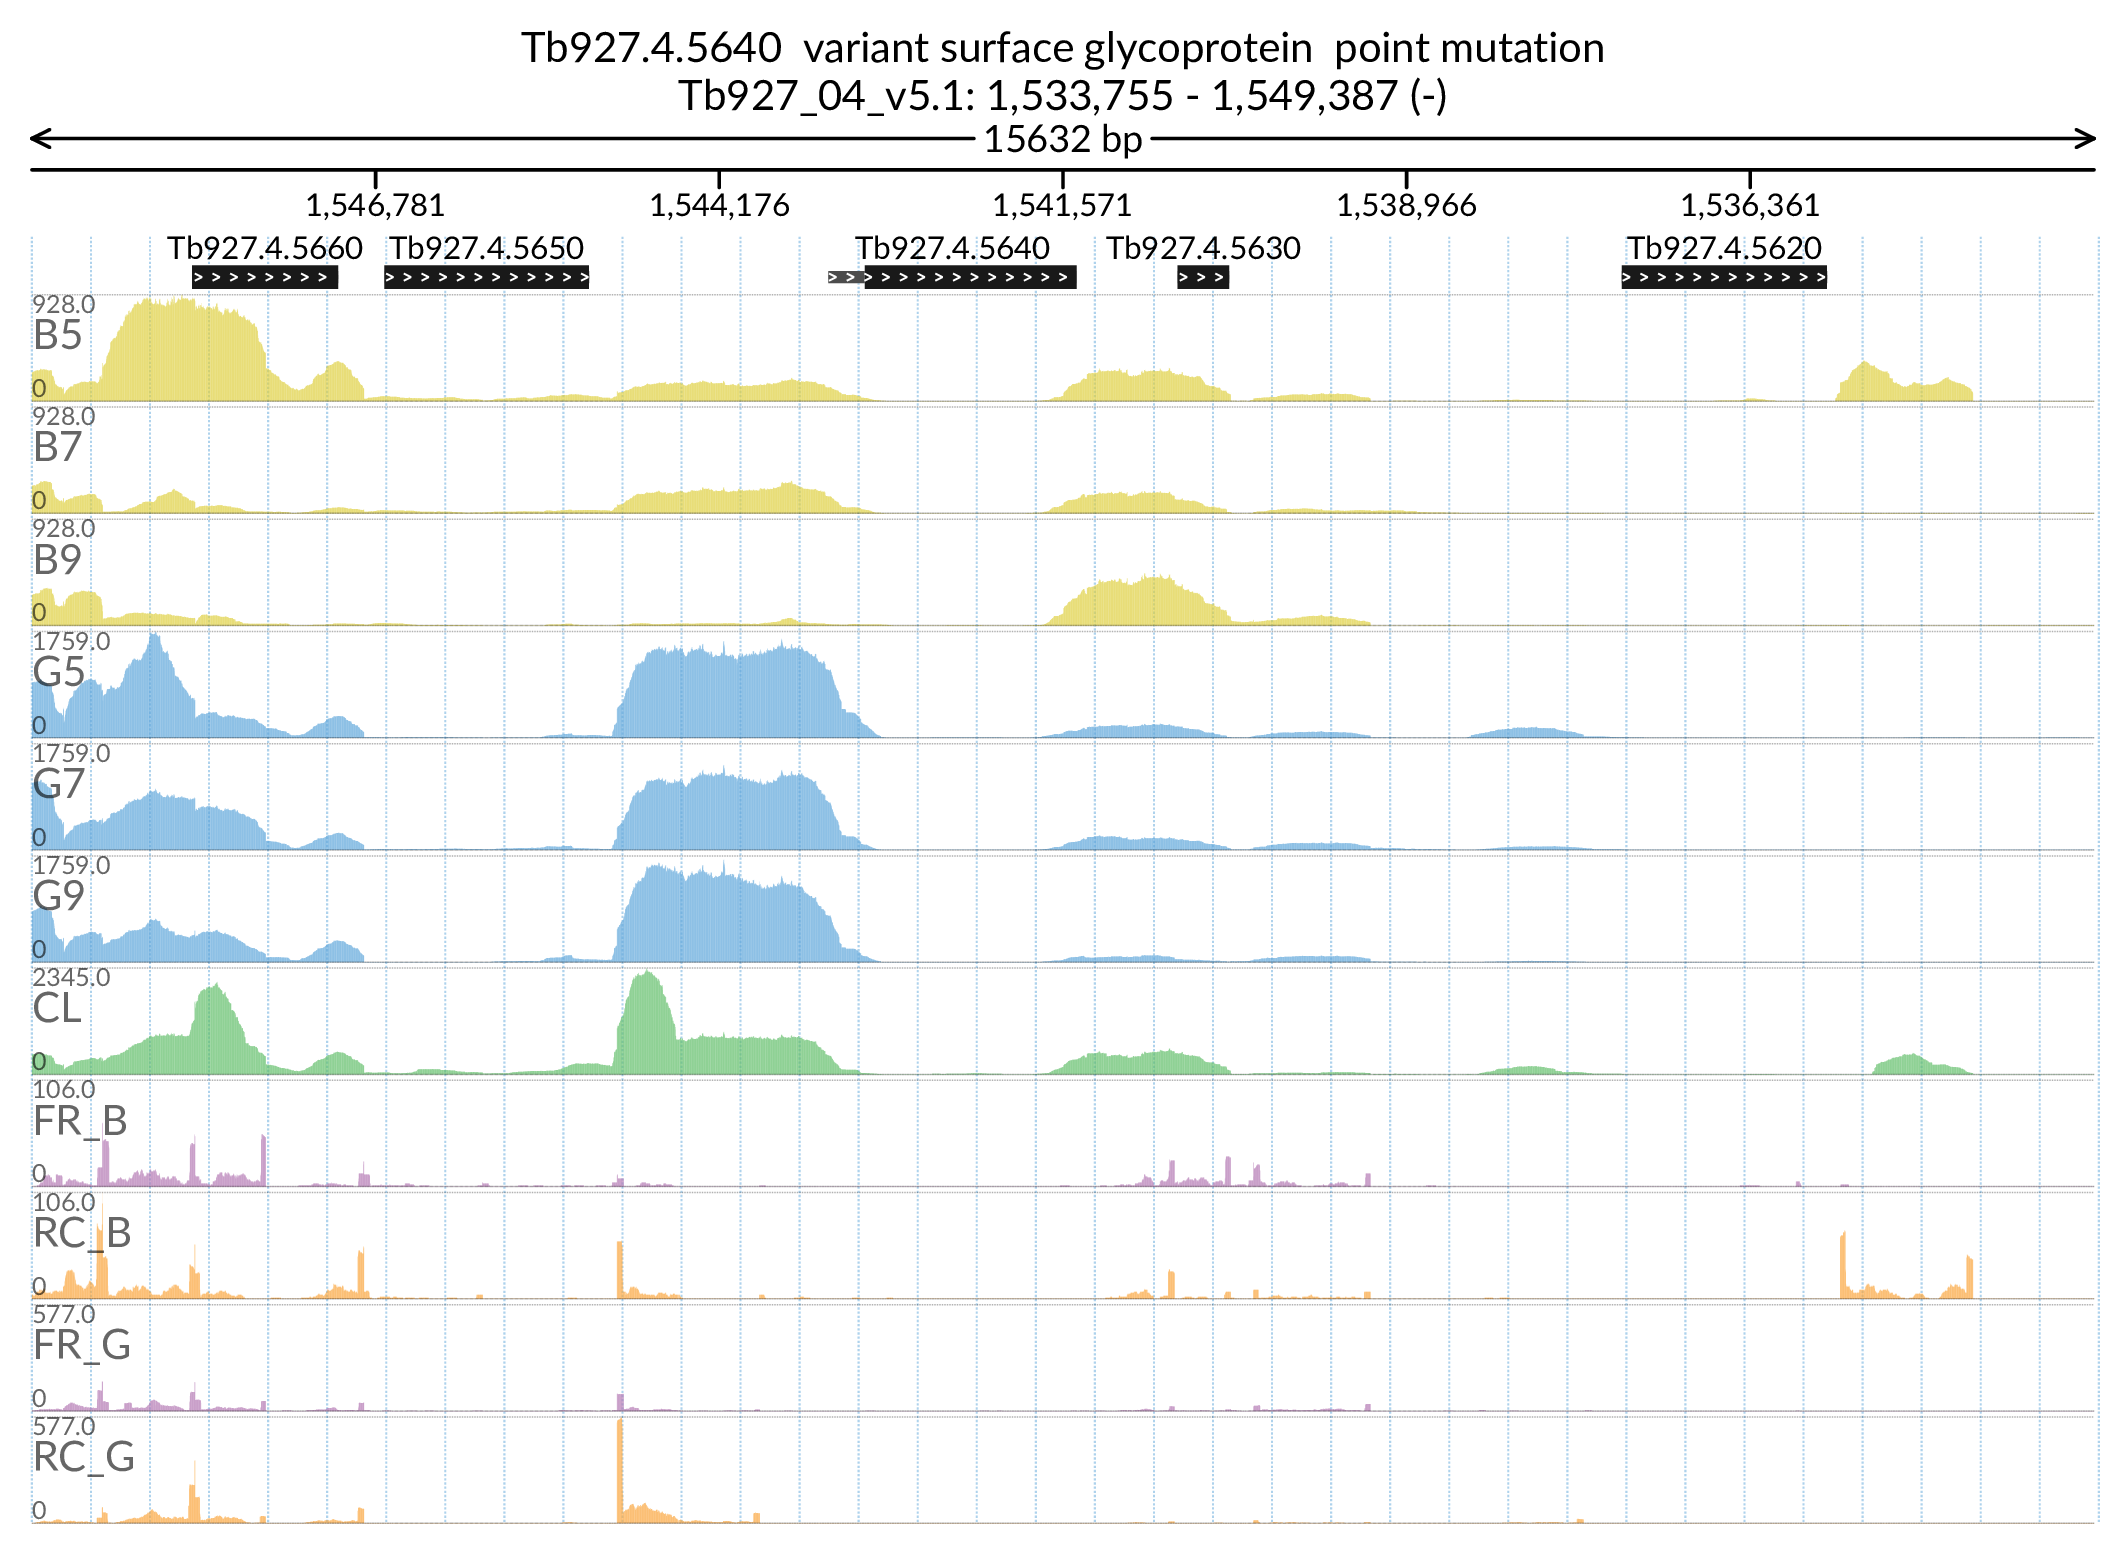 Tb927.4.5640  variant surface glycoprotein  point mutation
Tb927_04_v5.1: 1,533,755 - 1,549,387 (-)
15632 bp
1,546,781 1,544,176 1,541,571 1,538,966 1,536,361
Tb927.4.5660 Tb927.4.5650 Tb927.4.5640 Tb927.4.5630 Tb927.4.5620
928.0
B5
0
928.0
B7
0
928.0
B9
0
1759.0
G5
0
1759.0
G7
0
1759.0
G9
0
2345.0
CL
0
106.0
FR_B
0
106.0
RC_B
0
577.0
FR_G
0
577.0
RC_G
0